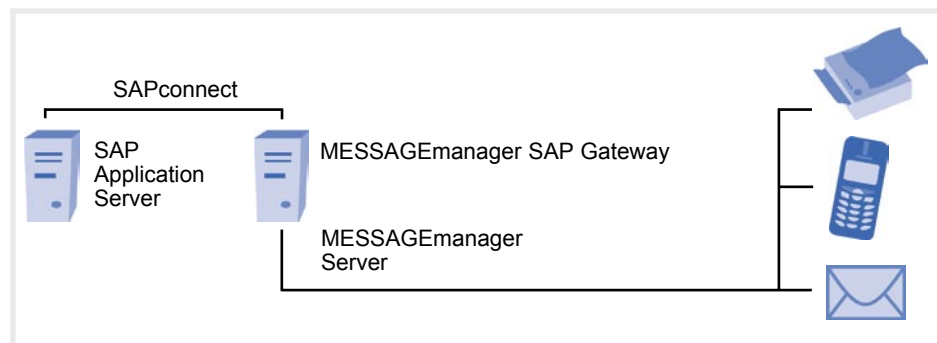 SAPconnect
SAP
Application
Server
MESSAGEmanager SAP Gateway
MESSAGEmanager
Server